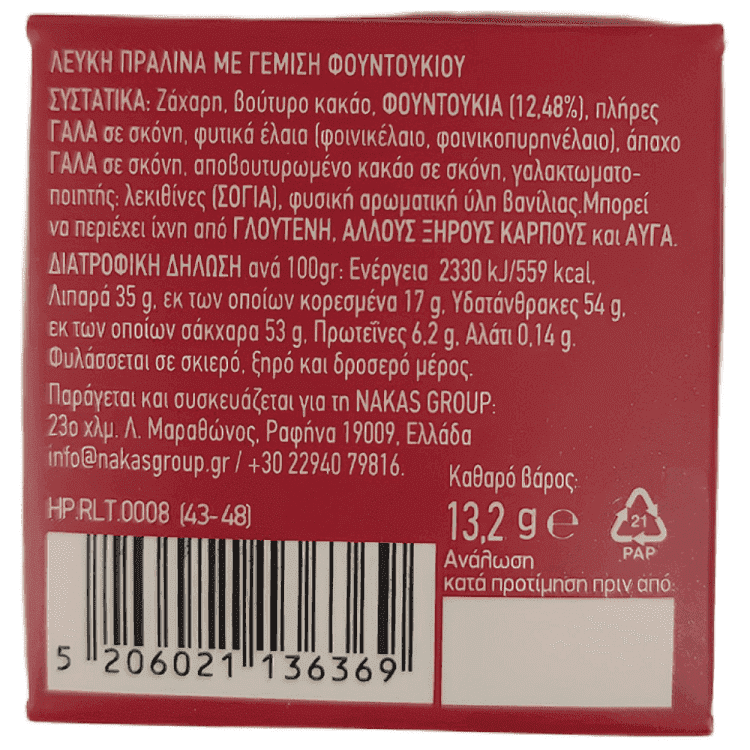 ΛΕΥΚΗ ΠΡΑΛΙΝΑ ΜΕ ΓΕΜΙΣΗ ΦΟΥΝΤΟΥΚΙΟΥ
ΣΥΣΤΑΤΙΚΑ: Ζάχαρη, βούτυρο κακάο, ΦΟΥΝΤΟΥΚΙΑ (12,48%), πλήρες
ΓΑΛΑ σε σκόνη, φυτικά έλαια (φοινικέλαιο, φοινικοπυρηνέλαιο), άπαχο
ΓΑΛΑ σε σκόνη, αποβουτυρωμένο κακάο σε σκόνη, γαλακτωματο-
ποιητής: λεκιθίνες (ΣΟΓΙΑ), φυσική αρωματική ύλη βανίλιας.Μπορεί
να περιέχει ίχνη από ΓΛΟΥΤΕΝΗ, ΑΛΛΟΥΣ ΞΗΡΟΥΣ ΚΑΡΠΟΥΣ και ΑΥΓΑ.
ΔΙΑΤΡΟΦΙΚΗ ΔΗΛΩΣΗ ανά 100gr: Ενέργεια 2330 kJ/559 kcal,
Λιπαρά 35 g, εκ των οποίων κορεσμένα 17 g, Υδατάνθρακες 54 g,
εκ των οποίων σάκχαρα 53 g, Πρωτεΐνες 6,2 g, Αλάτι 0,14 g.
Φυλάσσεται σε σκιερό, ξηρό και δροσερό μέρος.
Παράγεται και συσκευάζεται για τη NAKAS GROUP:
23ο χλμ. Λ. Μαραθώνος, Ραφήνα 19009, Ελλάδα
info@nakasgroup.gr / +30 22940 79816.
HP.RLT.0008 (43-48)
Καθαρό βάρος:
13,2 g e
21
PAP
Ανάλωση
κατά προτίμηση πριν από:
5 206021 136369